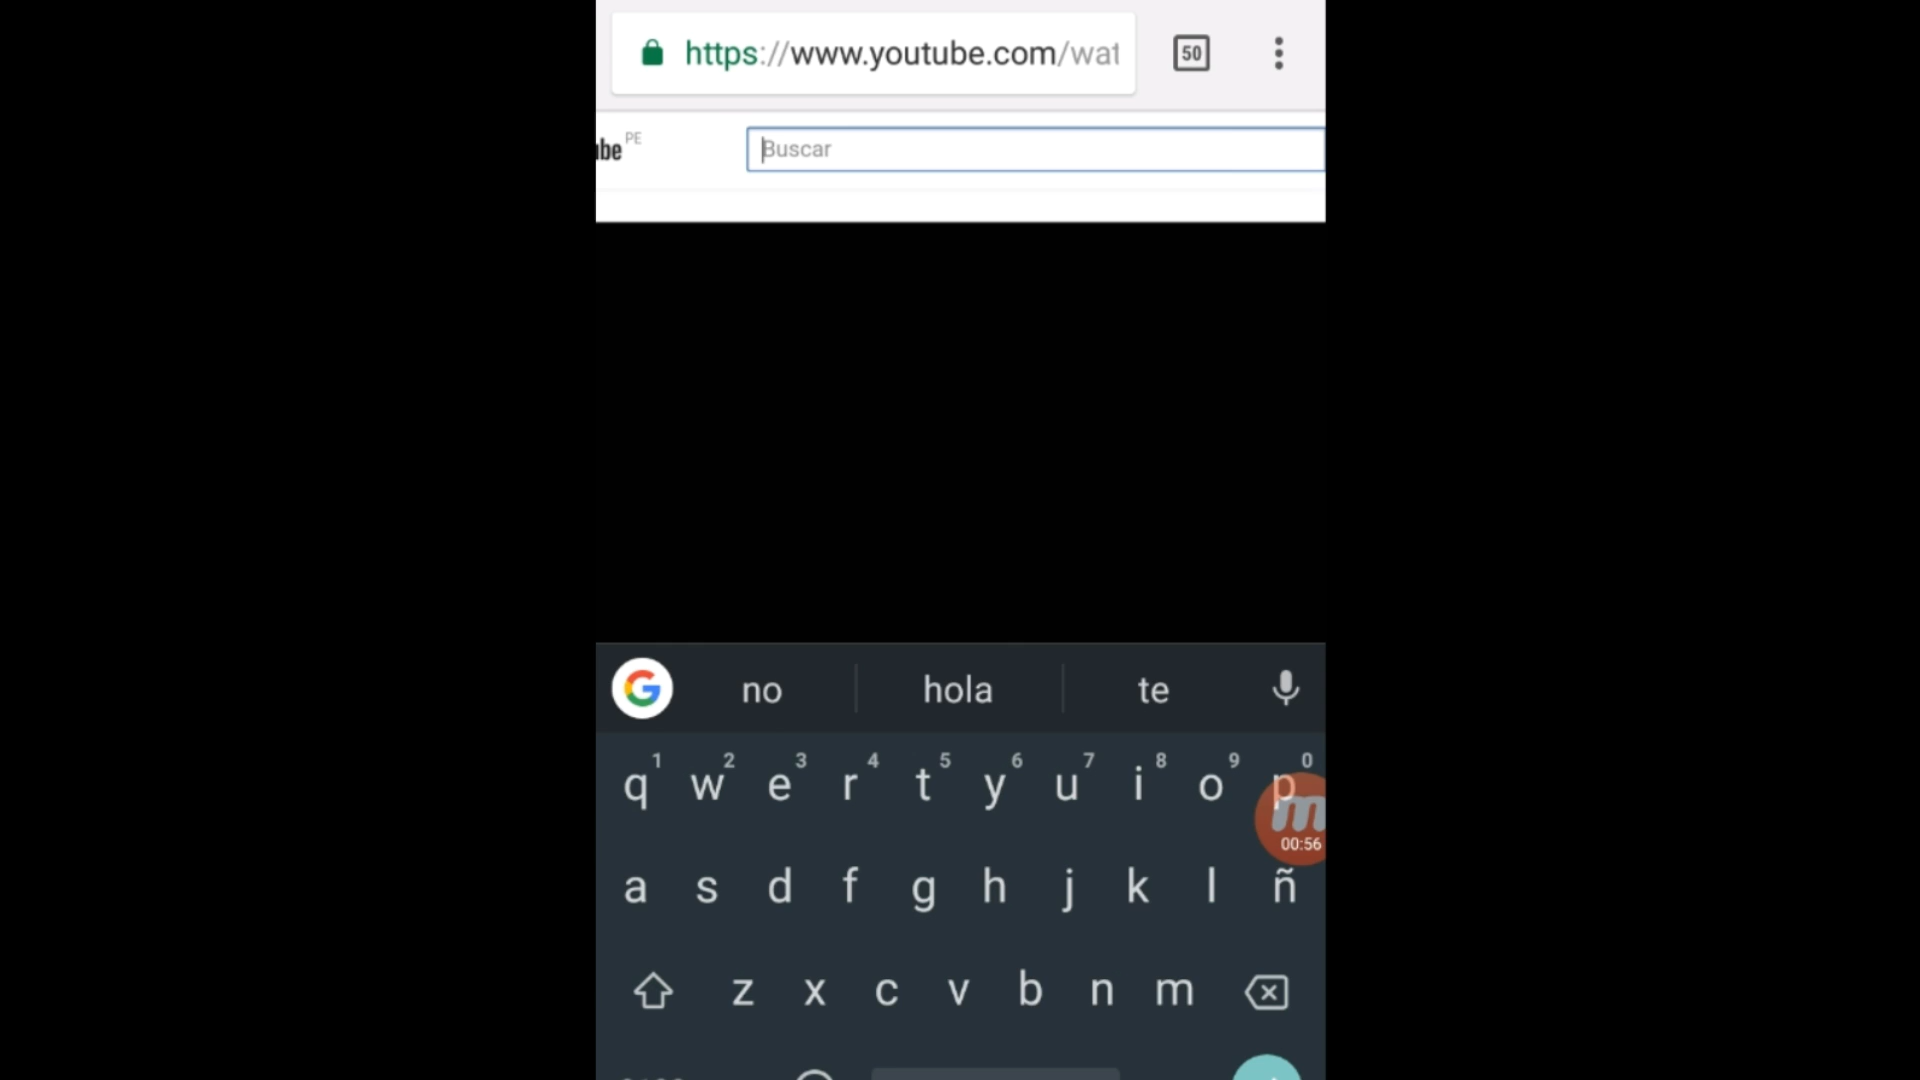 https://www.youtube.com/wat 50
ube PE Buscar
no hola te
1 2 3 4 5 6 7 8 9 0
q w e r t y u i o p
m
00:56
a s d f g h j k l ñ
z x c v b n m